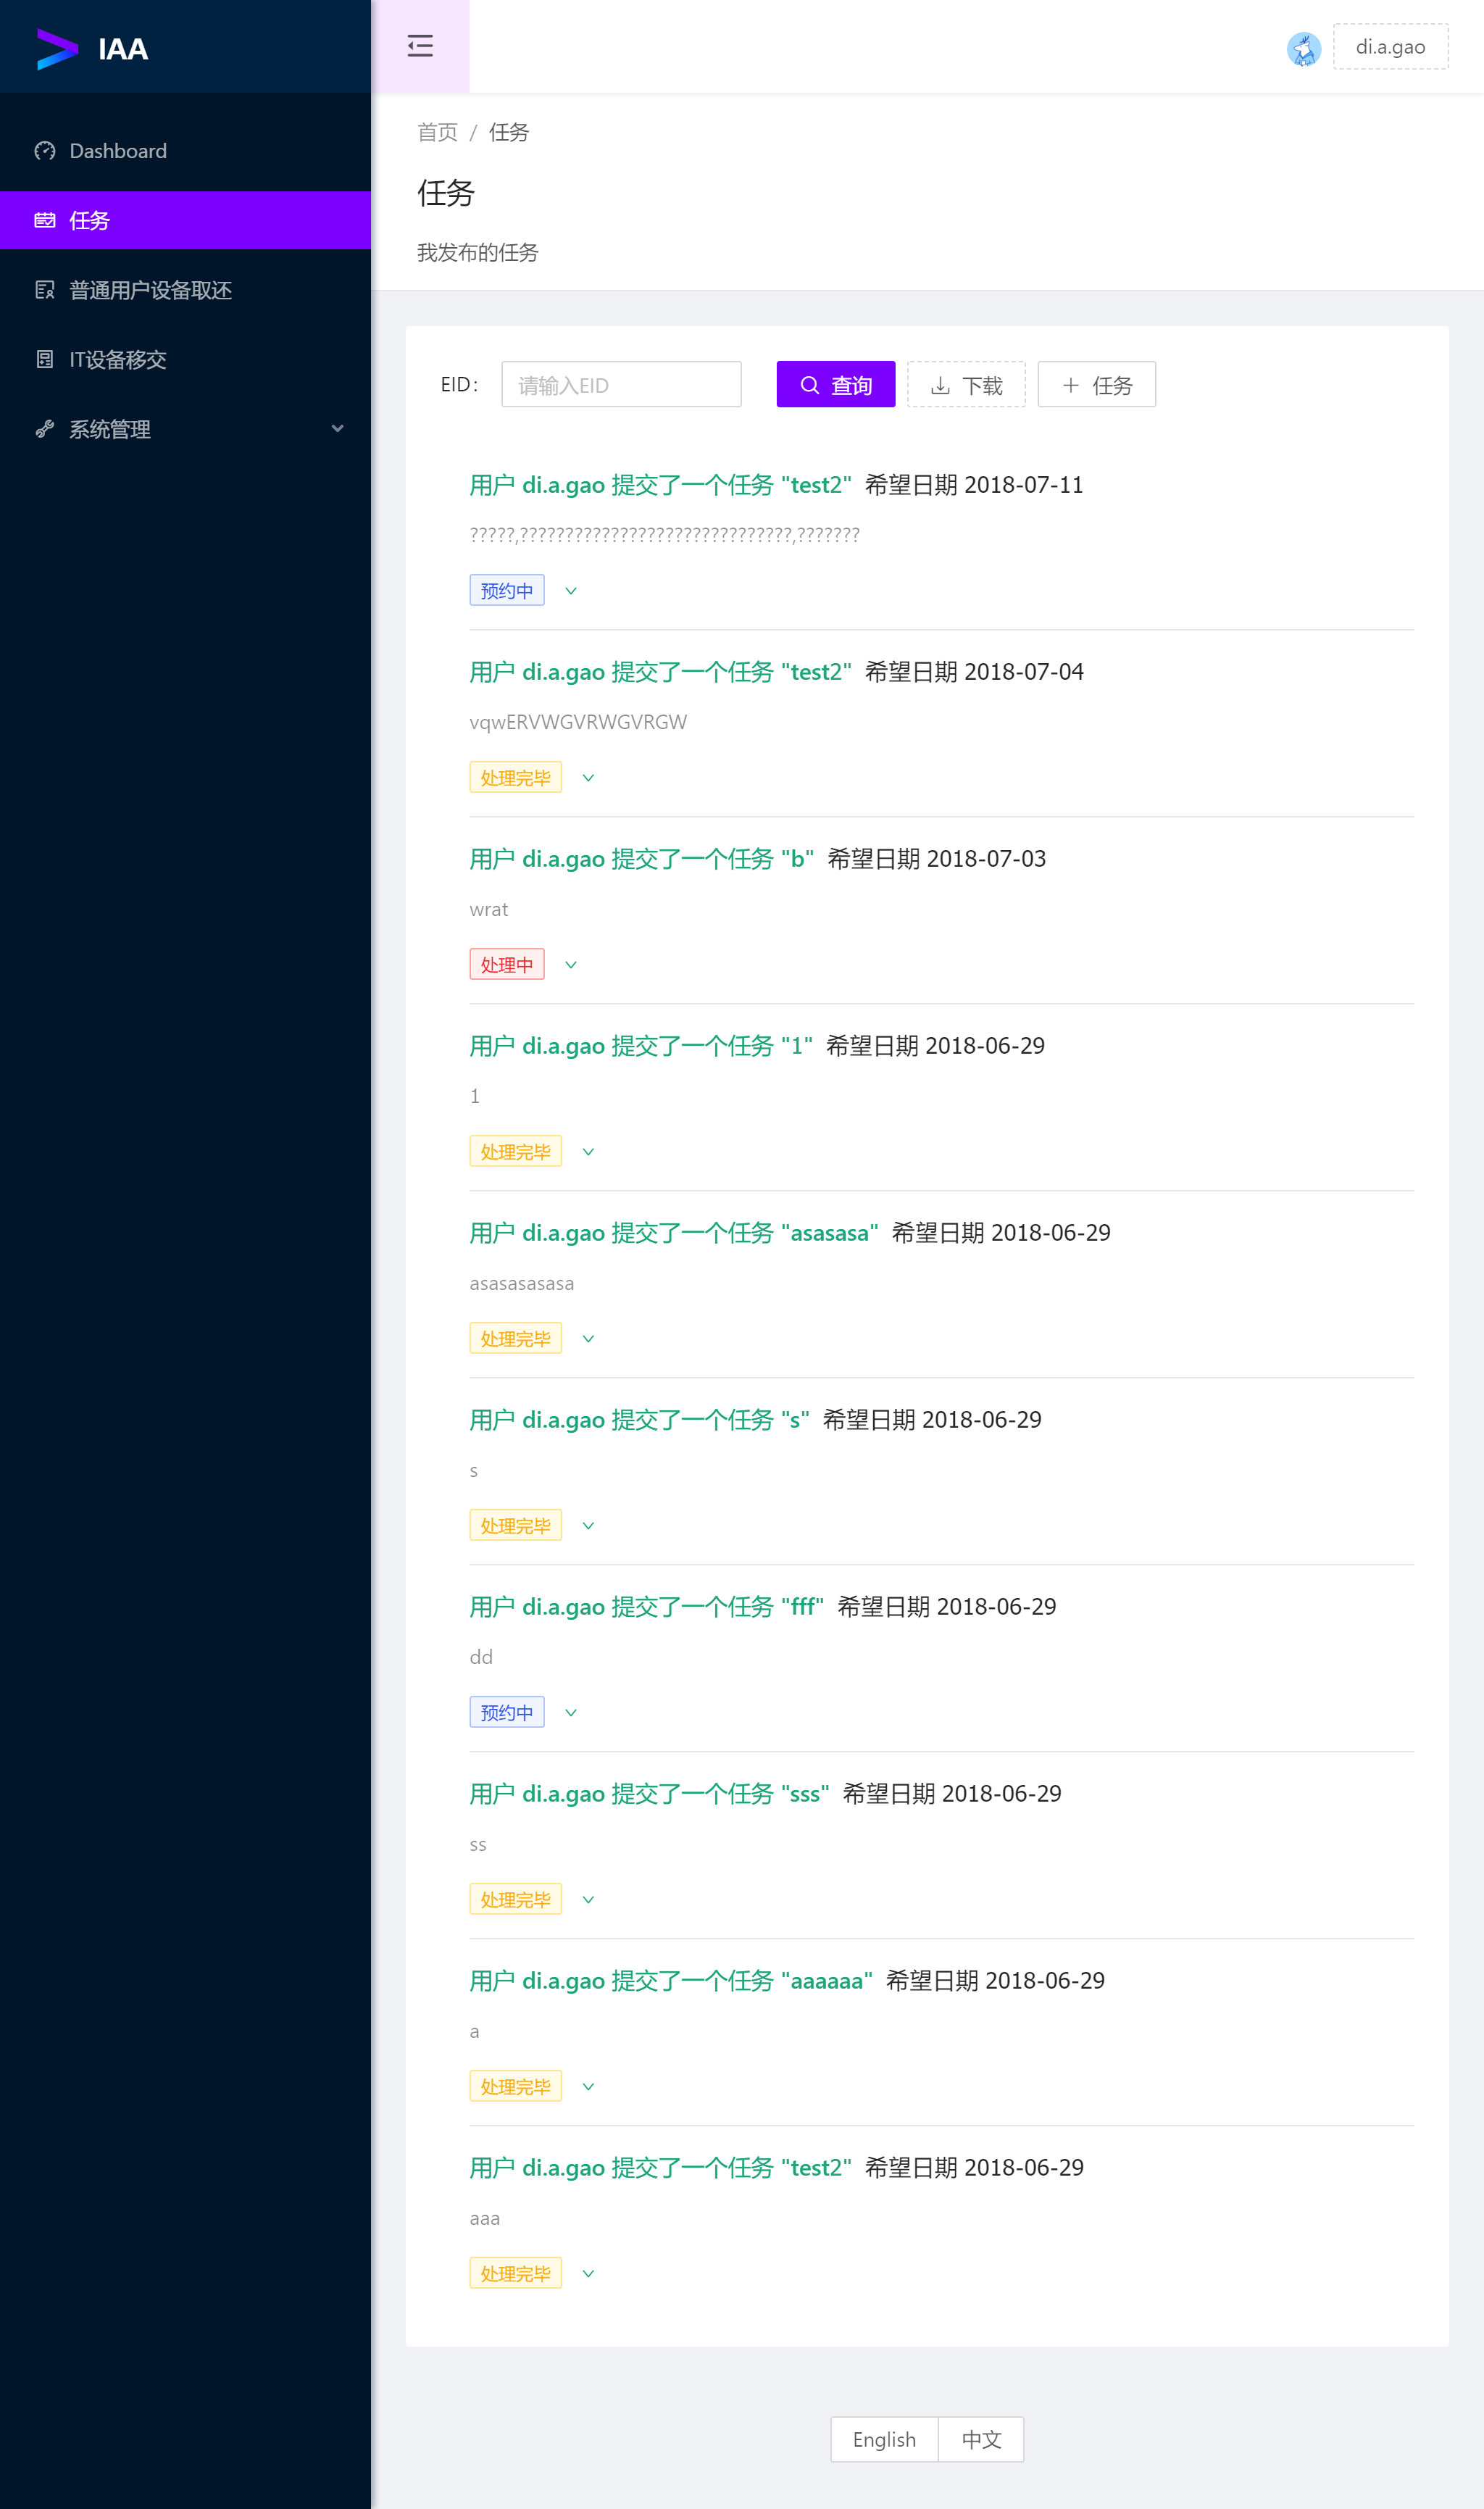 IAA
di.a.gao
Dashboard
任务
普通用户设备取还
IT设备移交
系统管理
首页 / 任务
任务
我发布的任务
EID： 请输入EID 查询 下载 + 任务
用户 di.a.gao 提交了一个任务 "test2" 希望日期 2018-07-11
?????,??????????????????????????????,???????
预约中
用户 di.a.gao 提交了一个任务 "test2" 希望日期 2018-07-04
vqwERVWGVRWGVRGW
处理完毕
用户 di.a.gao 提交了一个任务 "b" 希望日期 2018-07-03
wrat
处理中
用户 di.a.gao 提交了一个任务 "1" 希望日期 2018-06-29
1
处理完毕
用户 di.a.gao 提交了一个任务 "asasasa" 希望日期 2018-06-29
asasasasasa
处理完毕
用户 di.a.gao 提交了一个任务 "s" 希望日期 2018-06-29
s
处理完毕
用户 di.a.gao 提交了一个任务 "fff" 希望日期 2018-06-29
dd
预约中
用户 di.a.gao 提交了一个任务 "sss" 希望日期 2018-06-29
ss
处理完毕
用户 di.a.gao 提交了一个任务 "aaaaaa" 希望日期 2018-06-29
a
处理完毕
用户 di.a.gao 提交了一个任务 "test2" 希望日期 2018-06-29
aaa
处理完毕
English 中文